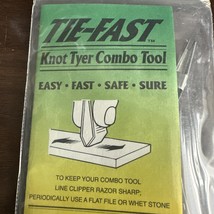 TIE-FAST™
Knot Tyer Combo Tool
EASY • FAST • SAFE • SURE
TO KEEP YOUR COMBO TOOL
LINE CLIPPER RAZOR SHARP;
PERIODICALLY USE A FLAT FILE OR WHET STONE